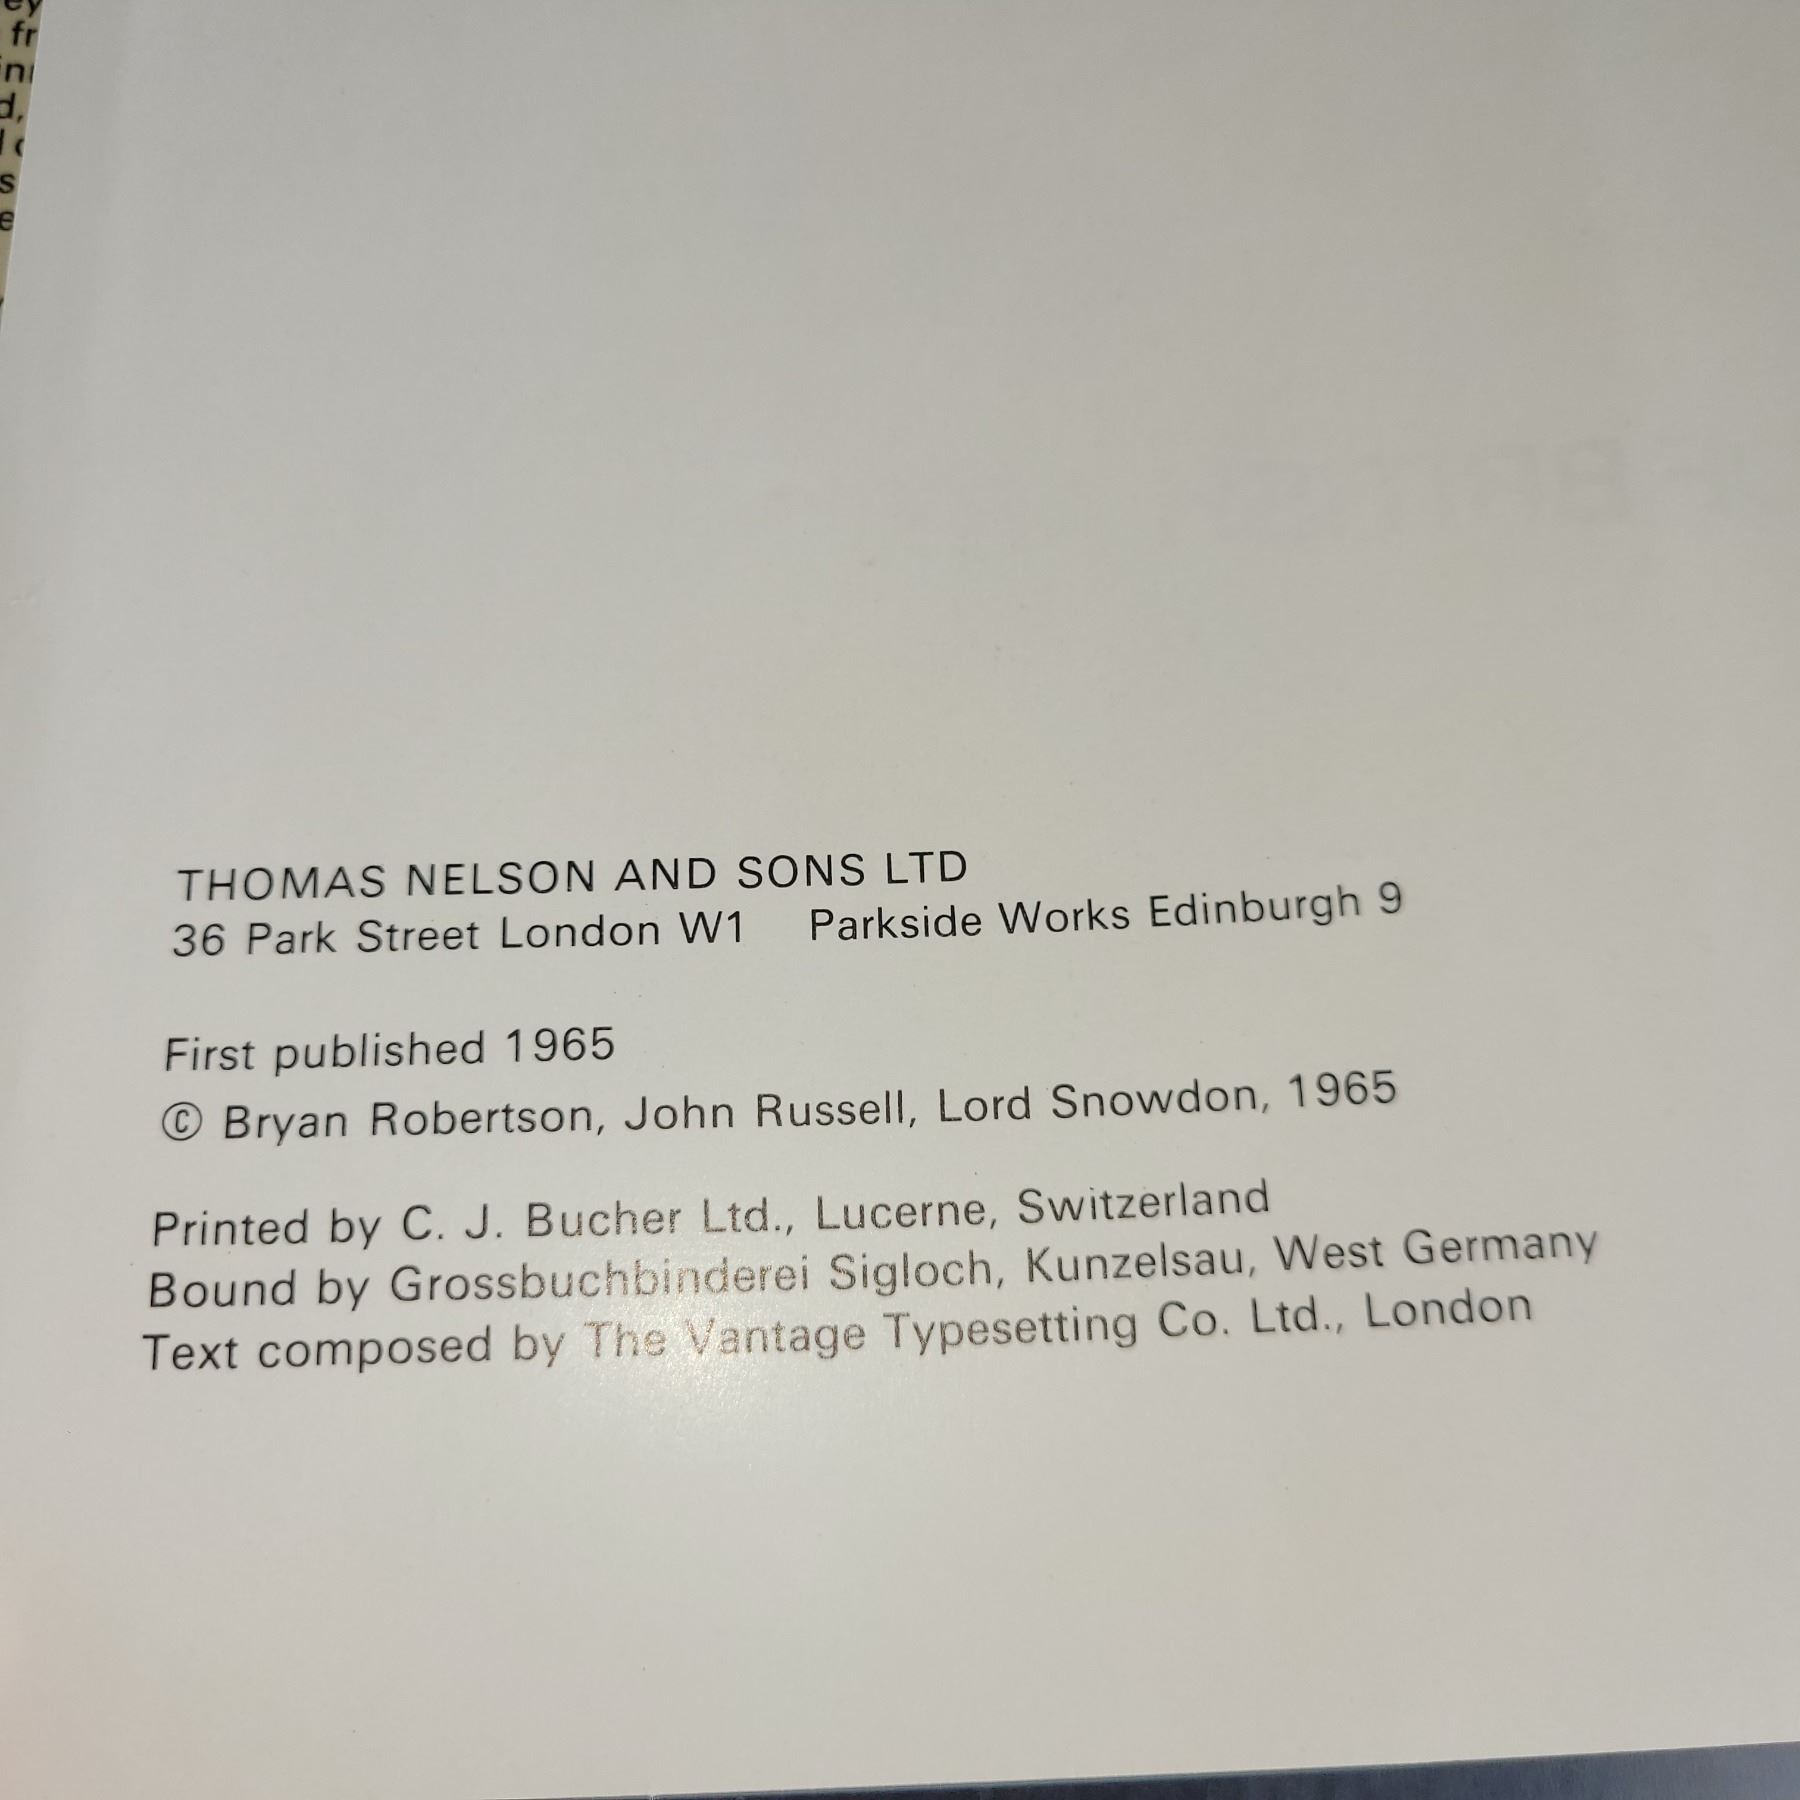 THOMAS NELSON AND SONS LTD
36 Park Street London W1 Parkside Works Edinburgh 9
First published 1965
© Bryan Robertson, John Russell, Lord Snowdon, 1965
Printed by C. J. Bucher Ltd., Lucerne, Switzerland
Bound by Grossbuchbinderei Sigloch, Kunzelsau, West Germany
Text composed by The Vantage Typesetting Co. Ltd., London